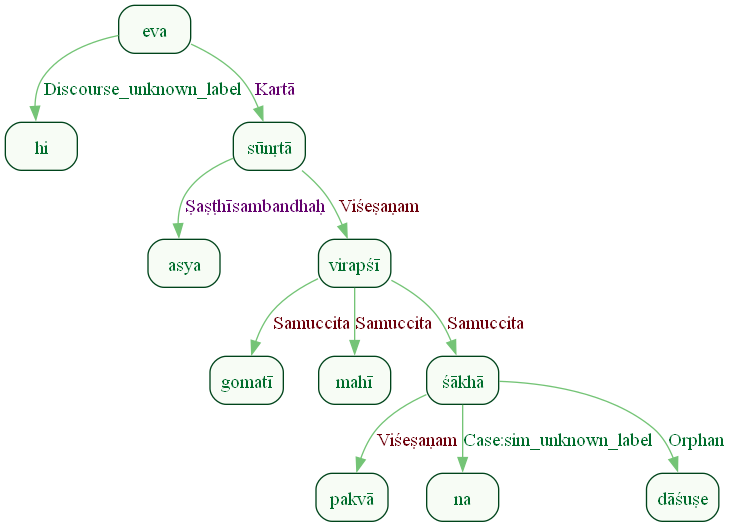 eva
Discourse_unknown_label Kartā
hi sūnṛtā
Ṣaṣṭhīsambandhaḥ Viśeṣaṇam
asya virapśī
Samuccita Samuccita Samuccita
gomatī mahī śākhā
Viśeṣaṇam Case:sim_unknown_label Orphan
pakvā na dāśuṣe